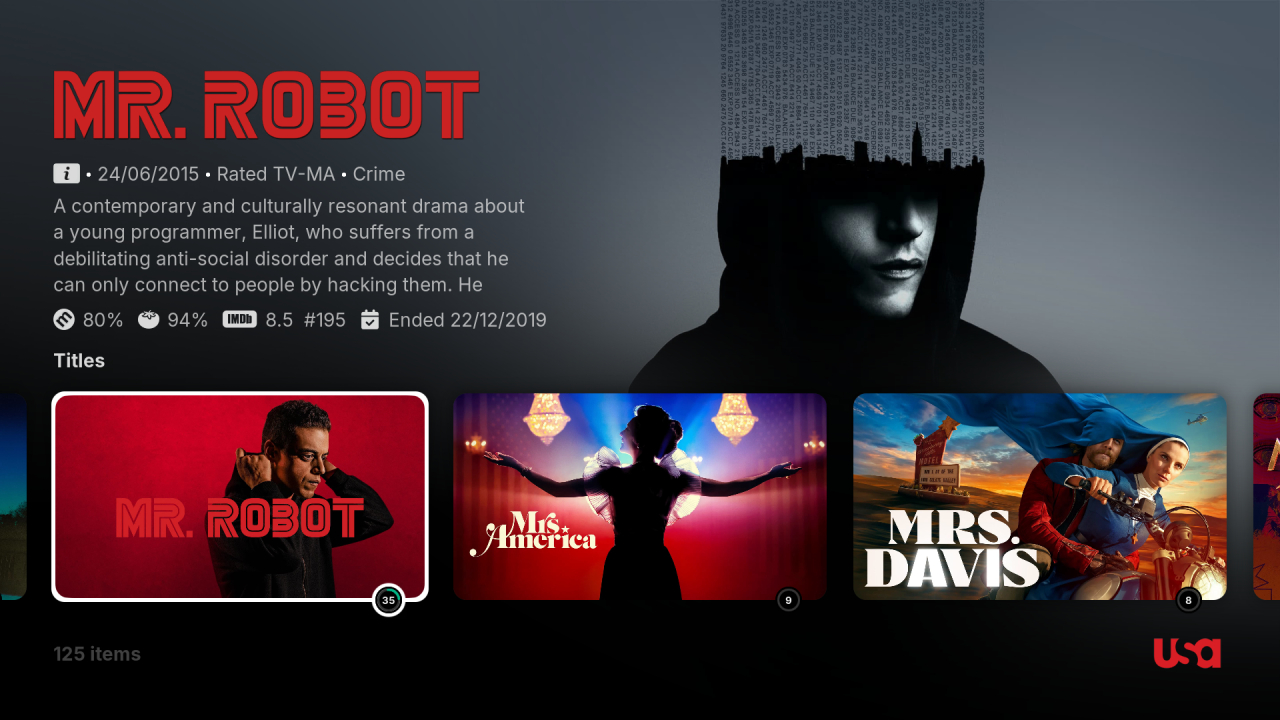 MR. ROBOT
i • 24/06/2015 • Rated TV-MA • Crime
A contemporary and culturally resonant drama about
a young programmer, Elliot, who suffers from a
debilitating anti-social disorder and decides that he
can only connect to people by hacking them. He
80% 94% IMDb 8.5 #195 Ended 22/12/2019
Titles
MR. ROBOT
35
Mrs. America
9
MOTEL
MRS.
DAVIS
8
125 items
usa